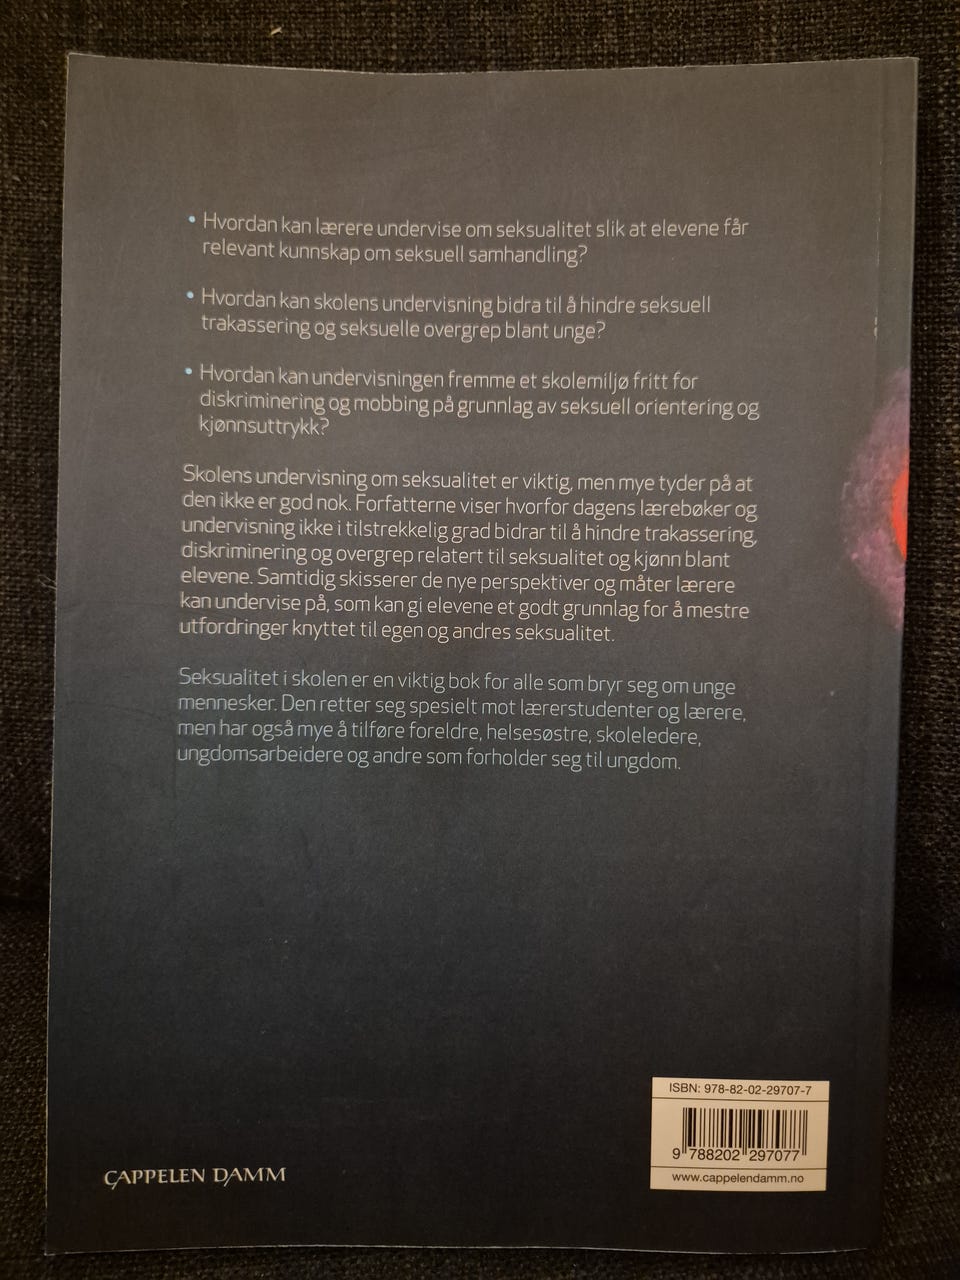 • Hvordan kan lærere undervise om seksualitet slik at elevene får
relevant kunnskap om seksuell samhandling?
• Hvordan kan skolens undervisning bidra til å hindre seksuell
trakassering og seksuelle overgrep blant unge?
• Hvordan kan undervisningen fremme et skolemiljø fritt for
diskriminering og mobbing på grunnlag av seksuell orientering og
kjønnsuttrykk?
Skolens undervisning om seksualitet er viktig, men mye tyder på at
den ikke er god nok. Forfatterne viser hvorfor dagens lærebøker og
undervisning ikke i tilstrekkelig grad bidrar til å hindre trakassering,
diskriminering og overgrep relatert til seksualitet og kjønn blant
elevene. Samtidig skisserer de nye perspektiver og måter lærere
kan undervise på, som kan gi elevene et godt grunnlag for å mestre
utfordringer knyttet til egen og andres seksualitet.
Seksualitet i skolen er en viktig bok for alle som bryr seg om unge
mennesker. Den retter seg spesielt mot lærerstudenter og lærere,
men har også mye å tilføre foreldre, helsesøstre, skoleledere,
ungdomsarbeidere og andre som forholder seg til ungdom.
ISBN: 978-82-02-29707-7
9 788202 297077
www.cappelendamm.no
CAPPELEN DAMM